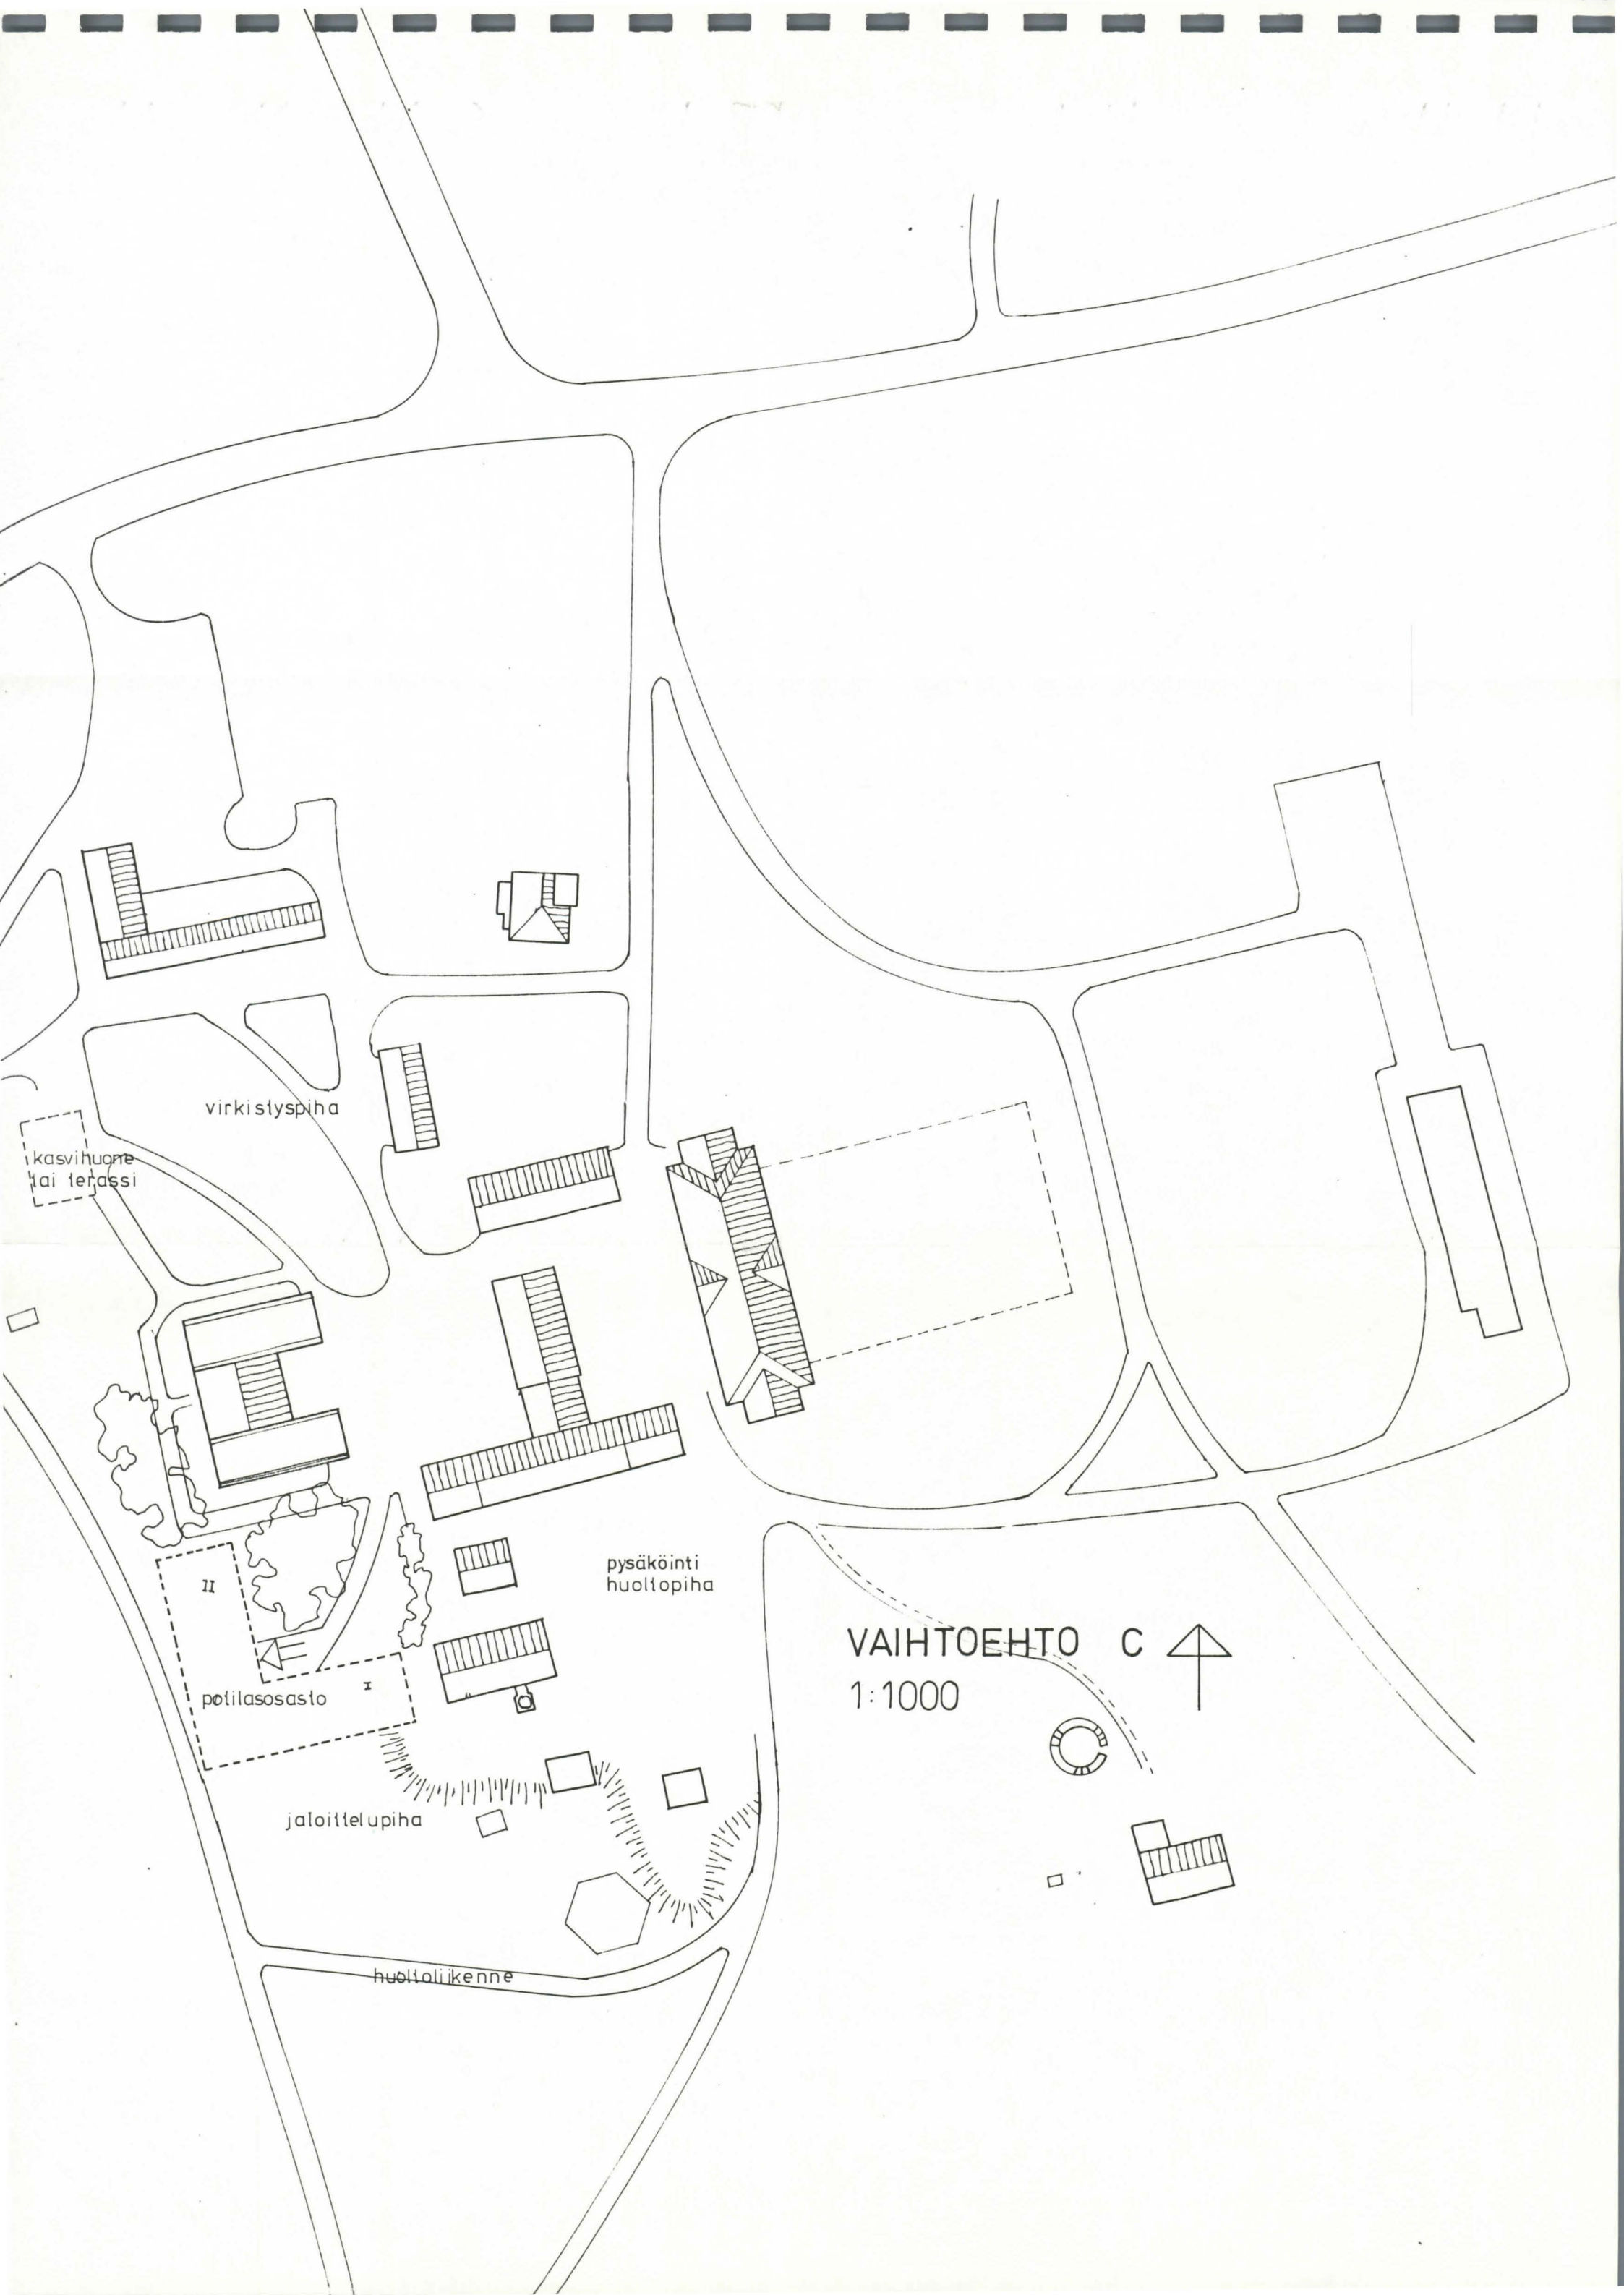 virkistyspiha
kasvihuone
tai terassi
pysäköinti
huoltopiha
II
VAIHTOEHTO C
1:1000
potilasosasto
I
jaloittelupiha
huoltoliikenne